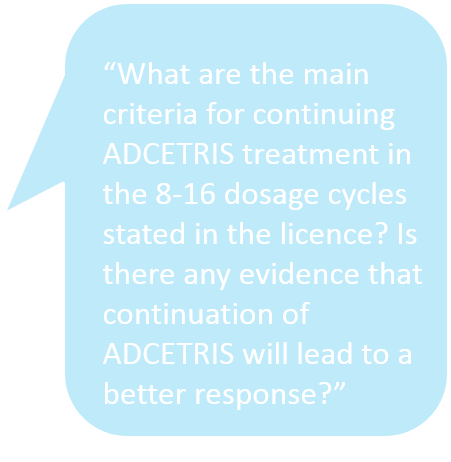 “What are the main
criteria for continuing
ADCETRIS treatment in
the 8-16 dosage cycles
stated in the licence? Is
there any evidence that
continuation of
ADCETRIS will lead to a
better response?”